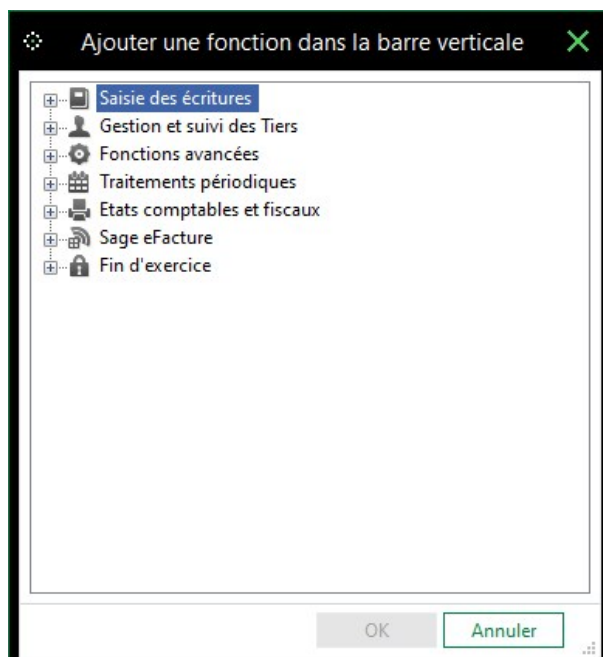 Ajouter une fonction dans la barre verticale
Saisie des écritures
Gestion et suivi des Tiers
Fonctions avancées
Traitements périodiques
Etats comptables et fiscaux
Sage eFacture
Fin d'exercice
OK
Annuler